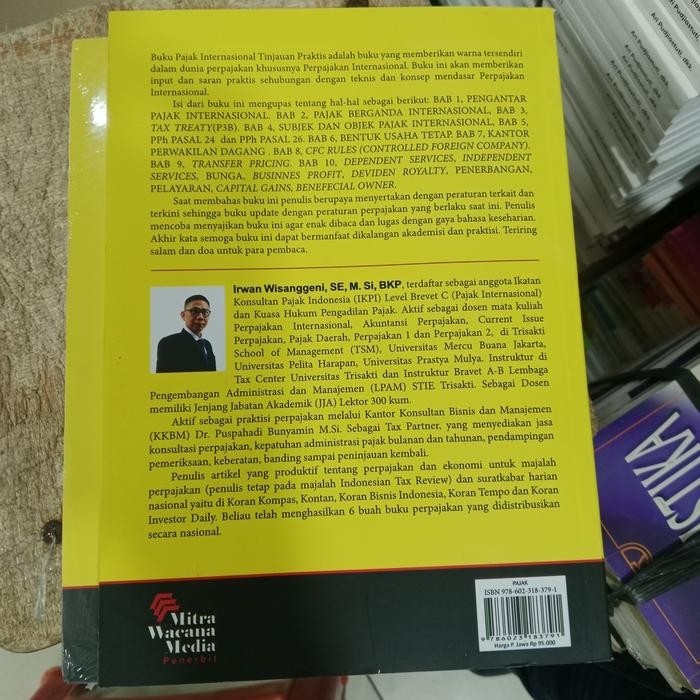 Buku Pajak Internasional Tinjauan Praktis adalah buku yang memberikan warna tersendiri
dalam dunia perpajakan khususnya Perpajakan Internasional. Buku ini akan memberikan
input dan saran praktis sehubungan dengan teknis dan konsep mendasar Perpajakan
Internasional.
Isi dari buku ini mengupas tentang hal-hal sebagai berikut: BAB 1, PENGANTAR
PAJAK INTERNASIONAL. BAB 2, PAJAK BERGANDA INTERNASIONAL, BAB 3,
TAX TREATY(P3B). BAB 4, SUBJEK DAN OBJEK PAJAK INTERNASIONAL, BAB 5,
PPh PASAL 24 dan PPh PASAL 26. BAB 6, BENTUK USAHA TETAP. BAB 7, KANTOR
PERWAKILAN DAGANG . BAB 8, CFC RULES (CONTROLLED FOREIGN COMPANY).
BAB 9, TRANSFER PRICING. BAB 10, DEPENDENT SERVICES, INDEPENDENT
SERVICES, BUNGA, BUSINNES PROFIT, DEVIDEN ROYALTY, PENERBANGAN,
PELAYARAN, CAPITAL GAINS, BENEFECIAL OWNER.
Saat membahas buku ini penulis berupaya menyertakan dengan peraturan terkait dan
terkini sehingga buku update dengan peraturan perpajakan yang berlaku saat ini. Penulis
mencoba menyajikan buku ini agar enak dibaca dan lugas dengan gaya bahasa keseharian.
Akhir kata semoga buku ini dapat bermanfaat dikalangan akademisi dan praktisi. Teriring
salam dan doa untuk para pembaca.
Irwan Wisanggeni, SE, M. Si, BKP, terdaftar sebagai anggota Ikatan
Konsultan Pajak Indonesia (IKPI) Level Brevet C (Pajak Internasional)
dan Kuasa Hukum Pengadilan Pajak. Aktif sebagai dosen mata kuliah
Perpajakan Internasional, Akuntansi Perpajakan, Current Issue
Perpajakan, Pajak Daerah, Perpajakan 1 dan Perpajakan 2, di Trisakti
School of Management (TSM), Universitas Mercu Buana Jakarta,
Universitas Pelita Harapan, Universitas Prastya Mulya. Instruktur di
Tax Center Universitas Trisakti dan Instruktur Bravet A-B Lembaga
Pengembangan Administrasi dan Manajemen (LPAM) STIE Trisakti. Sebagai Dosen
memiliki Jenjang Jabatan Akademik (JJA) Lektor 300 kum.
Aktif sebagai praktisi perpajakan melalui Kantor Konsultan Bisnis dan Manajemen
(KKBM) Dr. Puspahadi Bunyamin M.Si. Sebagai Tax Partner, yang menyediakan jasa
konsultasi perpajakan, kepatuhan administrasi pajak bulanan dan tahunan, pendampingan
pemeriksaan, keberatan, banding sampai peninjauan kembali.
Penulis artikel yang produktif tentang perpajakan dan ekonomi untuk majalah
perpajakan (penulis tetap pada majalah Indonesian Tax Review) dan suratkabar harian
nasional yaitu di Koran Kompas, Kontan, Koran Bisnis Indonesia, Koran Tempo dan Koran
Investor Daily. Beliau telah menghasilkan 6 buah buku perpajakan yang didistribusikan
secara nasional.
Mitra
Wacana
Media
Penerbit
PAJAK
ISBN 978-602-318-379-1
9 786023 183791
Harga P. Jawa Rp 95.000
Ari Pudjiastuti, dkk
Ari Pudjiastuti, dkk